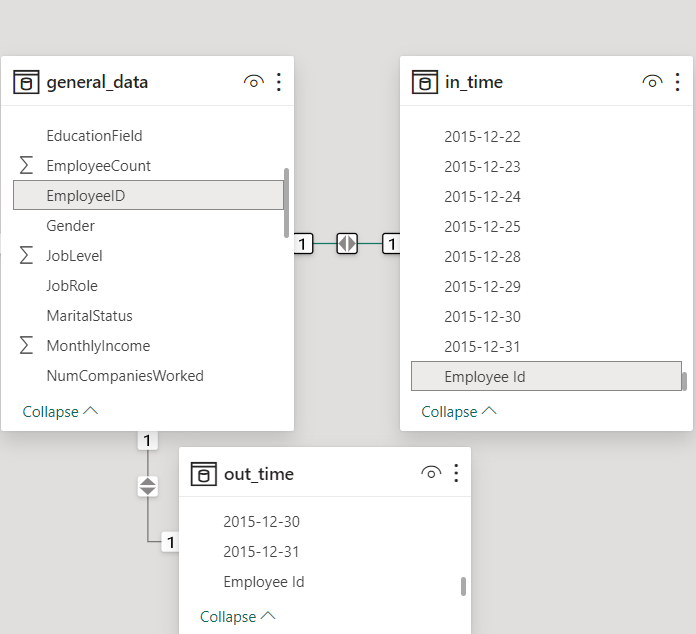 general_data
EducationField
EmployeeCount
EmployeeID
Gender
JobLevel
JobRole
MaritalStatus
MonthlyIncome
NumCompaniesWorked
Collapse
1
1
in_time
2015-12-22
2015-12-23
2015-12-24
2015-12-25
2015-12-28
2015-12-29
2015-12-30
2015-12-31
Employee Id
Collapse
1
1
out_time
2015-12-30
2015-12-31
Employee Id
Collapse